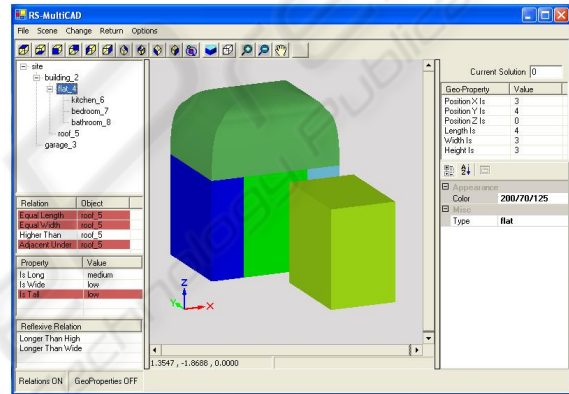 RS-MultiCAD
File Scene Change Return Options
site
building_2
flat_4
kitchen_6
bedroom_7
bathroom_8
roof_5
garage_3
Relation Object
Equal Length roof_5
Equal Width roof_5
Higher Than roof_5
Adjacent Under roof_5
Property Value
Is Long medium
Is Wide low
Is Tall low
Reflexive Relation
Longer Than High
Longer Than Wide
Z
Y
X
1.3547 , -1.8688 , 0.0000
Current Solution 0
Geo-Property Value
Position X Is 3
Position Y Is 4
Position Z Is 0
Length Is 4
Width Is 3
Height Is 3
Appearance
Color 200/70/125
Misc
Type flat
Relations ON GeoProperties OFF